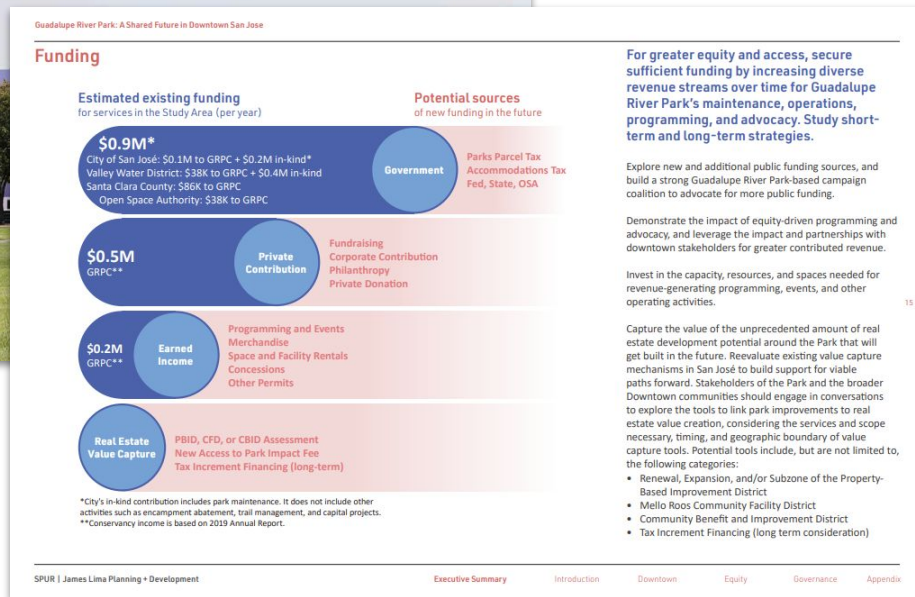 Guadalupe River Park: A Shared Future in Downtown San Jose
Funding
Estimated existing funding
for services in the Study Area (per year)
Potential sources
of new funding in the future
$0.9M*
City of San José: $0.1M to GRPC + $0.2M in-kind*
Valley Water District: $38K to GRPC + $0.4M in-kind
Santa Clara County: $86K to GRPC
Open Space Authority: $38K to GRPC
Government
Parks Parcel Tax
Accommodations Tax
Fed, State, OSA
$0.5M
GRPC**
Private
Contribution
Fundraising
Corporate Contribution
Philanthropy
Private Donation
$0.2M
GRPC**
Earned
Income
Programming and Events
Merchandise
Space and Facility Rentals
Concessions
Other Permits
Real Estate
Value Capture
PBID, CFD, or CBID Assessment
New Access to Park Impact Fee
Tax Increment Financing (long-term)
*City's in-kind contribution includes park maintenance. It does not include other
activities such as encampment abatement, trail management, and capital projects.
**Conservancy income is based on 2019 Annual Report.
For greater equity and access, secure
sufficient funding by increasing diverse
revenue streams over time for Guadalupe
River Park's maintenance, operations,
programming, and advocacy. Study short-
term and long-term strategies.
Explore new and additional public funding sources, and
build a strong Guadalupe River Park-based campaign
coalition to advocate for more public funding.
Demonstrate the impact of equity-driven programming and
advocacy, and leverage the impact and partnerships with
downtown stakeholders for greater contributed revenue.
Invest in the capacity, resources, and spaces needed for
revenue-generating programming, events, and other
operating activities.
15
Capture the value of the unprecedented amount of real
estate development potential around the Park that will
get built in the future. Reevaluate existing value capture
mechanisms in San José to build support for viable
paths forward. Stakeholders of the Park and the broader
Downtown communities should engage in conversations
to explore the tools to link park improvements to real
estate value creation, considering the services and scope
necessary, timing, and geographic boundary of value
capture tools. Potential tools include, but are not limited to,
the following categories:
• Renewal, Expansion, and/or Subzone of the Property-
Based Improvement District
• Mello Roos Community Facility District
• Community Benefit and Improvement District
• Tax Increment Financing (long term consideration)
SPUR | James Lima Planning + Development
Executive Summary
Introduction
Downtown
Equity
Governance
Appendix